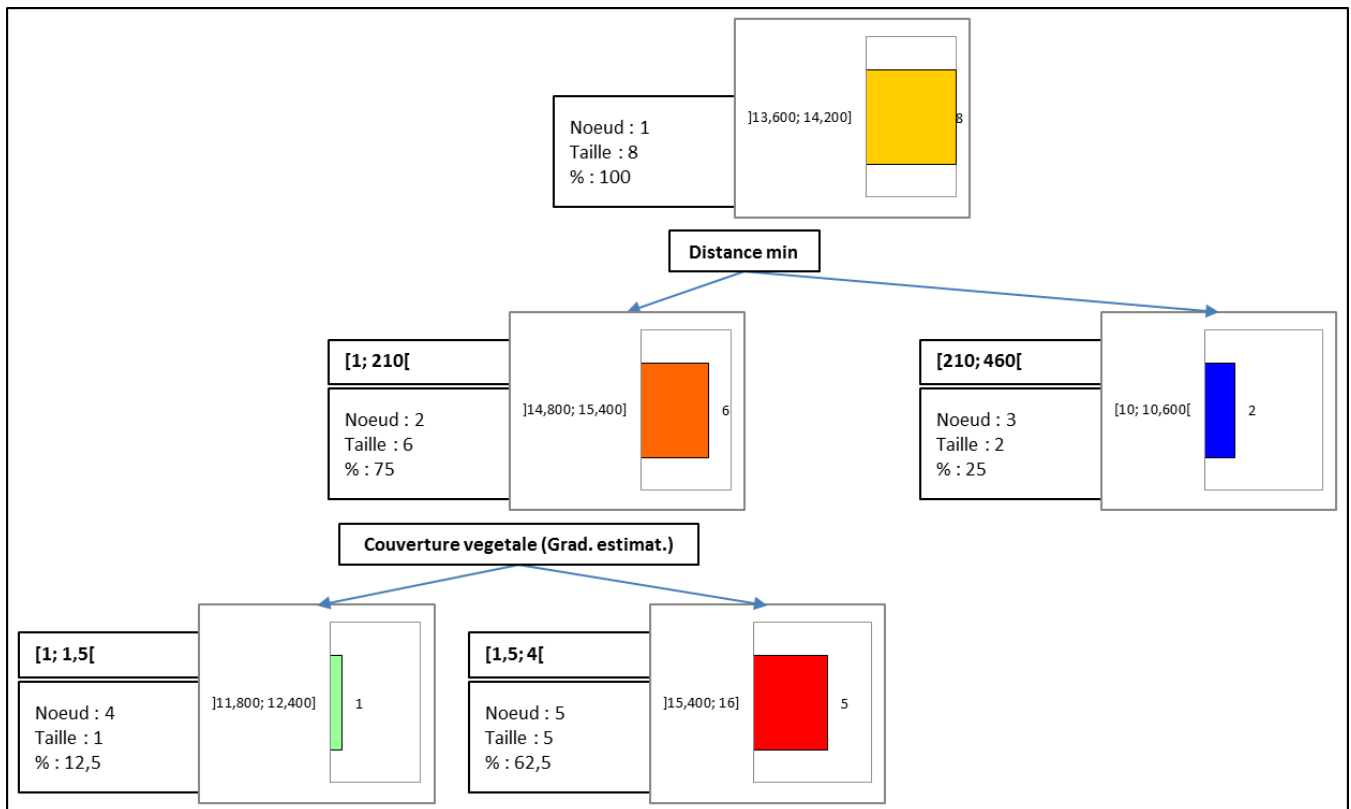 ]13,600; 14,200]
8
Noeud : 1
Taille : 8
% : 100
Distance min
[1; 210[
]14,800; 15,400]
6
Noeud : 2
Taille : 6
% : 75
[210; 460[
[10; 10,600[
2
Noeud : 3
Taille : 2
% : 25
Couverture vegetale (Grad. estimat.)
[1; 1,5[
]11,800; 12,400]
1
Noeud : 4
Taille : 1
% : 12,5
[1,5; 4[
]15,400; 16]
5
Noeud : 5
Taille : 5
% : 62,5